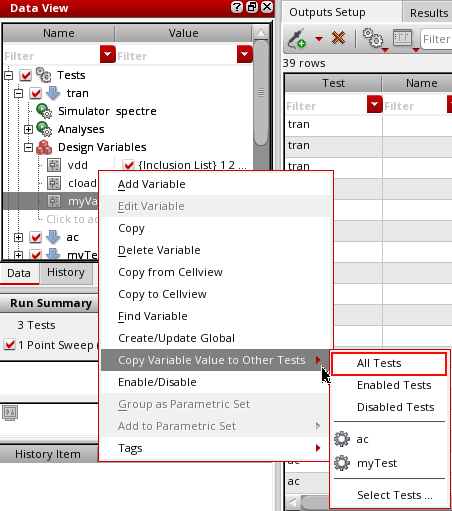 Data View
Name Value
Filter Filter
Tests
tran
Simulator spectre
Analyses
Design Variables
vdd {Inclusion List} 1 2 ...
cload
myVa
Click to ac
ac
myTe
Data History
Run Summary
3 Tests
1 Point Sweep (
History Item
Add Variable
Edit Variable
Copy
Delete Variable
Copy from Cellview
Copy to Cellview
Find Variable
Create/Update Global
Copy Variable Value to Other Tests
Enable/Disable
Group as Parametric Set
Add to Parametric Set
Tags
All Tests
Enabled Tests
Disabled Tests
ac
myTest
Select Tests ...
Outputs Setup Results
Filter
39 rows
Test Name
Filter Filter
tran
tran
tran
ac